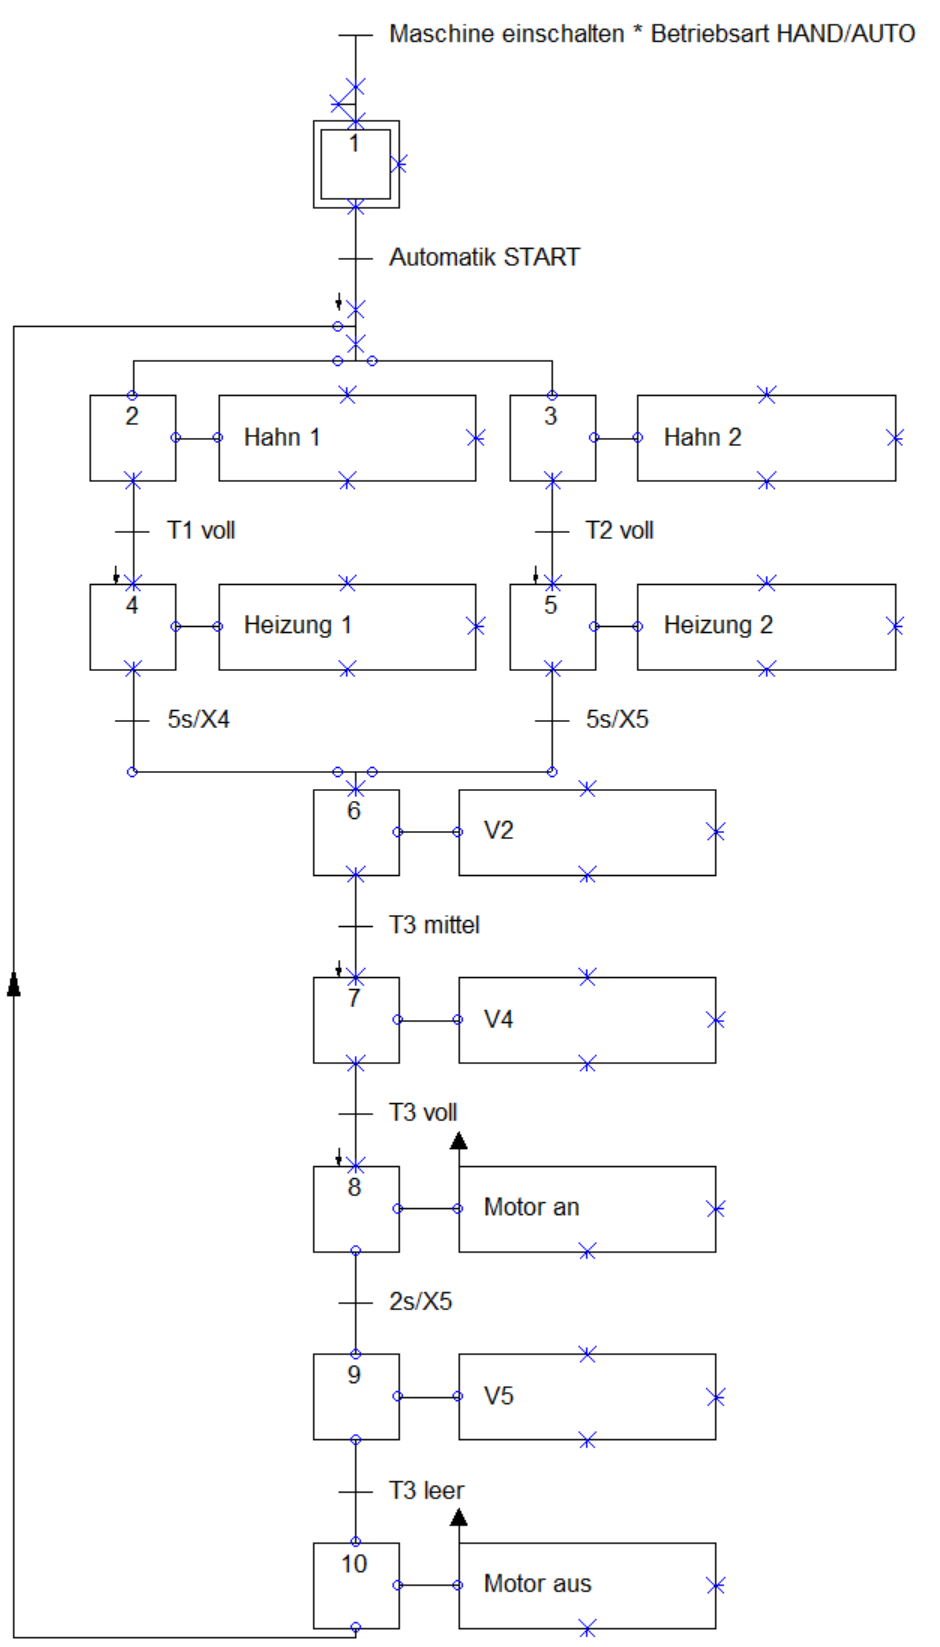 Maschine einschalten * Betriebsart HAND/AUTO
1
Automatik START
2
Hahn 1
3
Hahn 2
T1 voll
T2 voll
4
Heizung 1
5
Heizung 2
5s/X4
5s/X5
6
V2
T3 mittel
7
V4
T3 voll
8
Motor an
2s/X5
9
V5
T3 leer
10
Motor aus